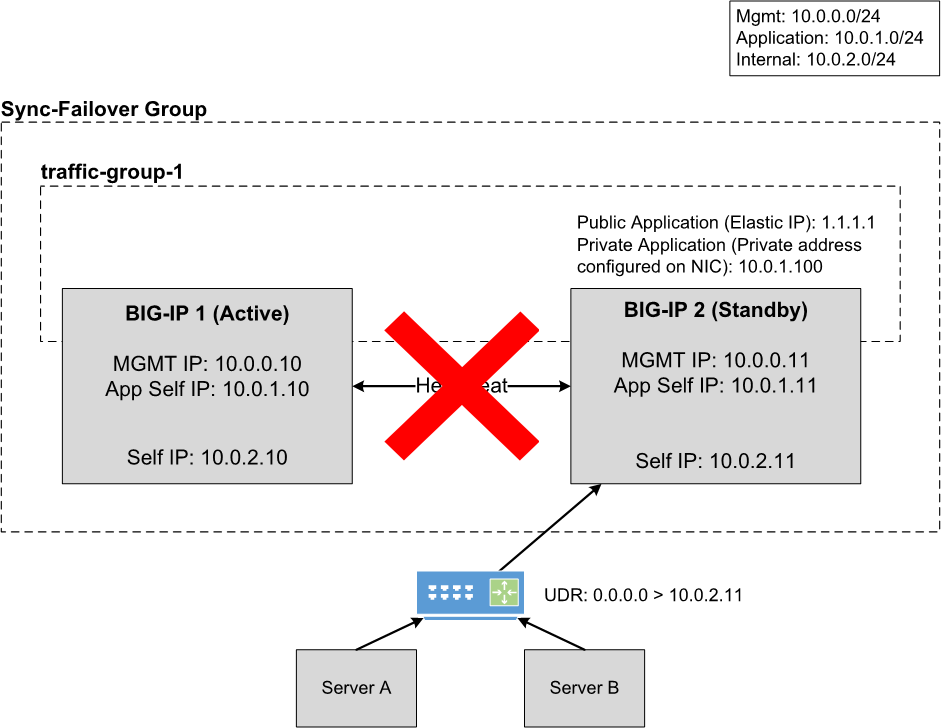 Mgmt: 10.0.0.0/24
Application: 10.0.1.0/24
Internal: 10.0.2.0/24
Sync-Failover Group
traffic-group-1
Public Application (Elastic IP): 1.1.1.1
Private Application (Private address
configured on NIC): 10.0.1.100
BIG-IP 1 (Active)
MGMT IP: 10.0.0.10
App Self IP: 10.0.1.10
Self IP: 10.0.2.10
BIG-IP 2 (Standby)
MGMT IP: 10.0.0.11
App Self IP: 10.0.1.11
Self IP: 10.0.2.11
UDR: 0.0.0.0 > 10.0.2.11
Server A
Server B